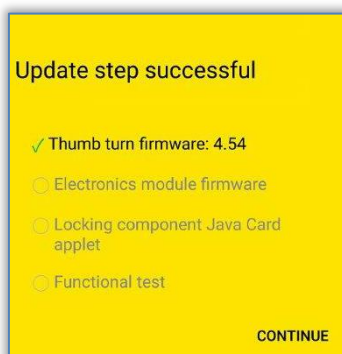 Update step successful
✓ Thumb turn firmware: 4.54
Electronics module firmware
Locking component Java Card
applet
Functional test
CONTINUE